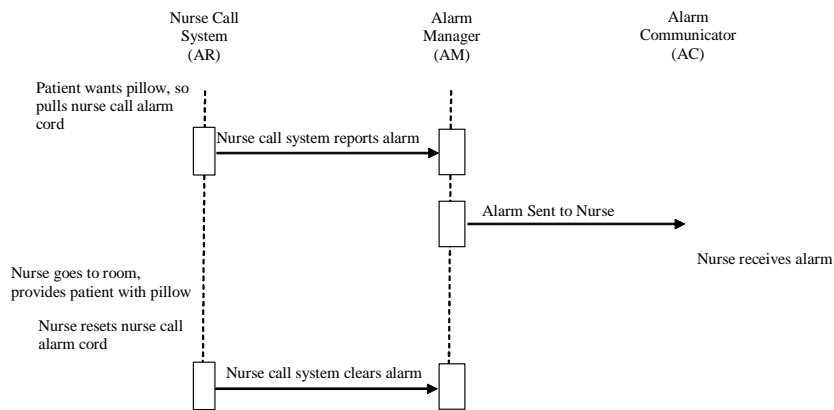 Nurse Call
System
(AR)
Alarm
Manager
(AM)
Alarm
Communicator
(AC)
Patient wants pillow, so
pulls nurse call alarm
cord
Nurse call system reports alarm
Alarm Sent to Nurse
Nurse receives alarm
Nurse goes to room,
provides patient with pillow
Nurse resets nurse call
alarm cord
Nurse call system clears alarm